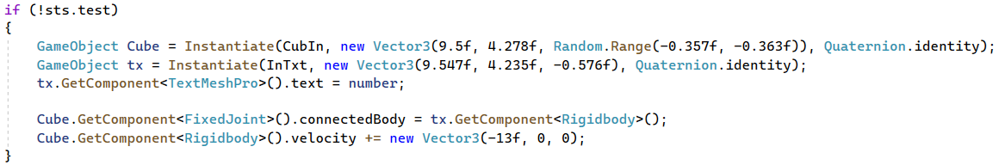 if (!sts.test)
{
    GameObject Cube = Instantiate(CubIn, new Vector3(9.5f, 4.278f, Random.Range(-0.357f, -0.363f)), Quaternion.identity);
    GameObject tx = Instantiate(InTxt, new Vector3(9.547f, 4.235f, -0.576f), Quaternion.identity);
    tx.GetComponent<TextMeshPro>().text = number;

    Cube.GetComponent<FixedJoint>().connectedBody = tx.GetComponent<Rigidbody>();
    Cube.GetComponent<Rigidbody>().velocity += new Vector3(-13f, 0, 0);
}